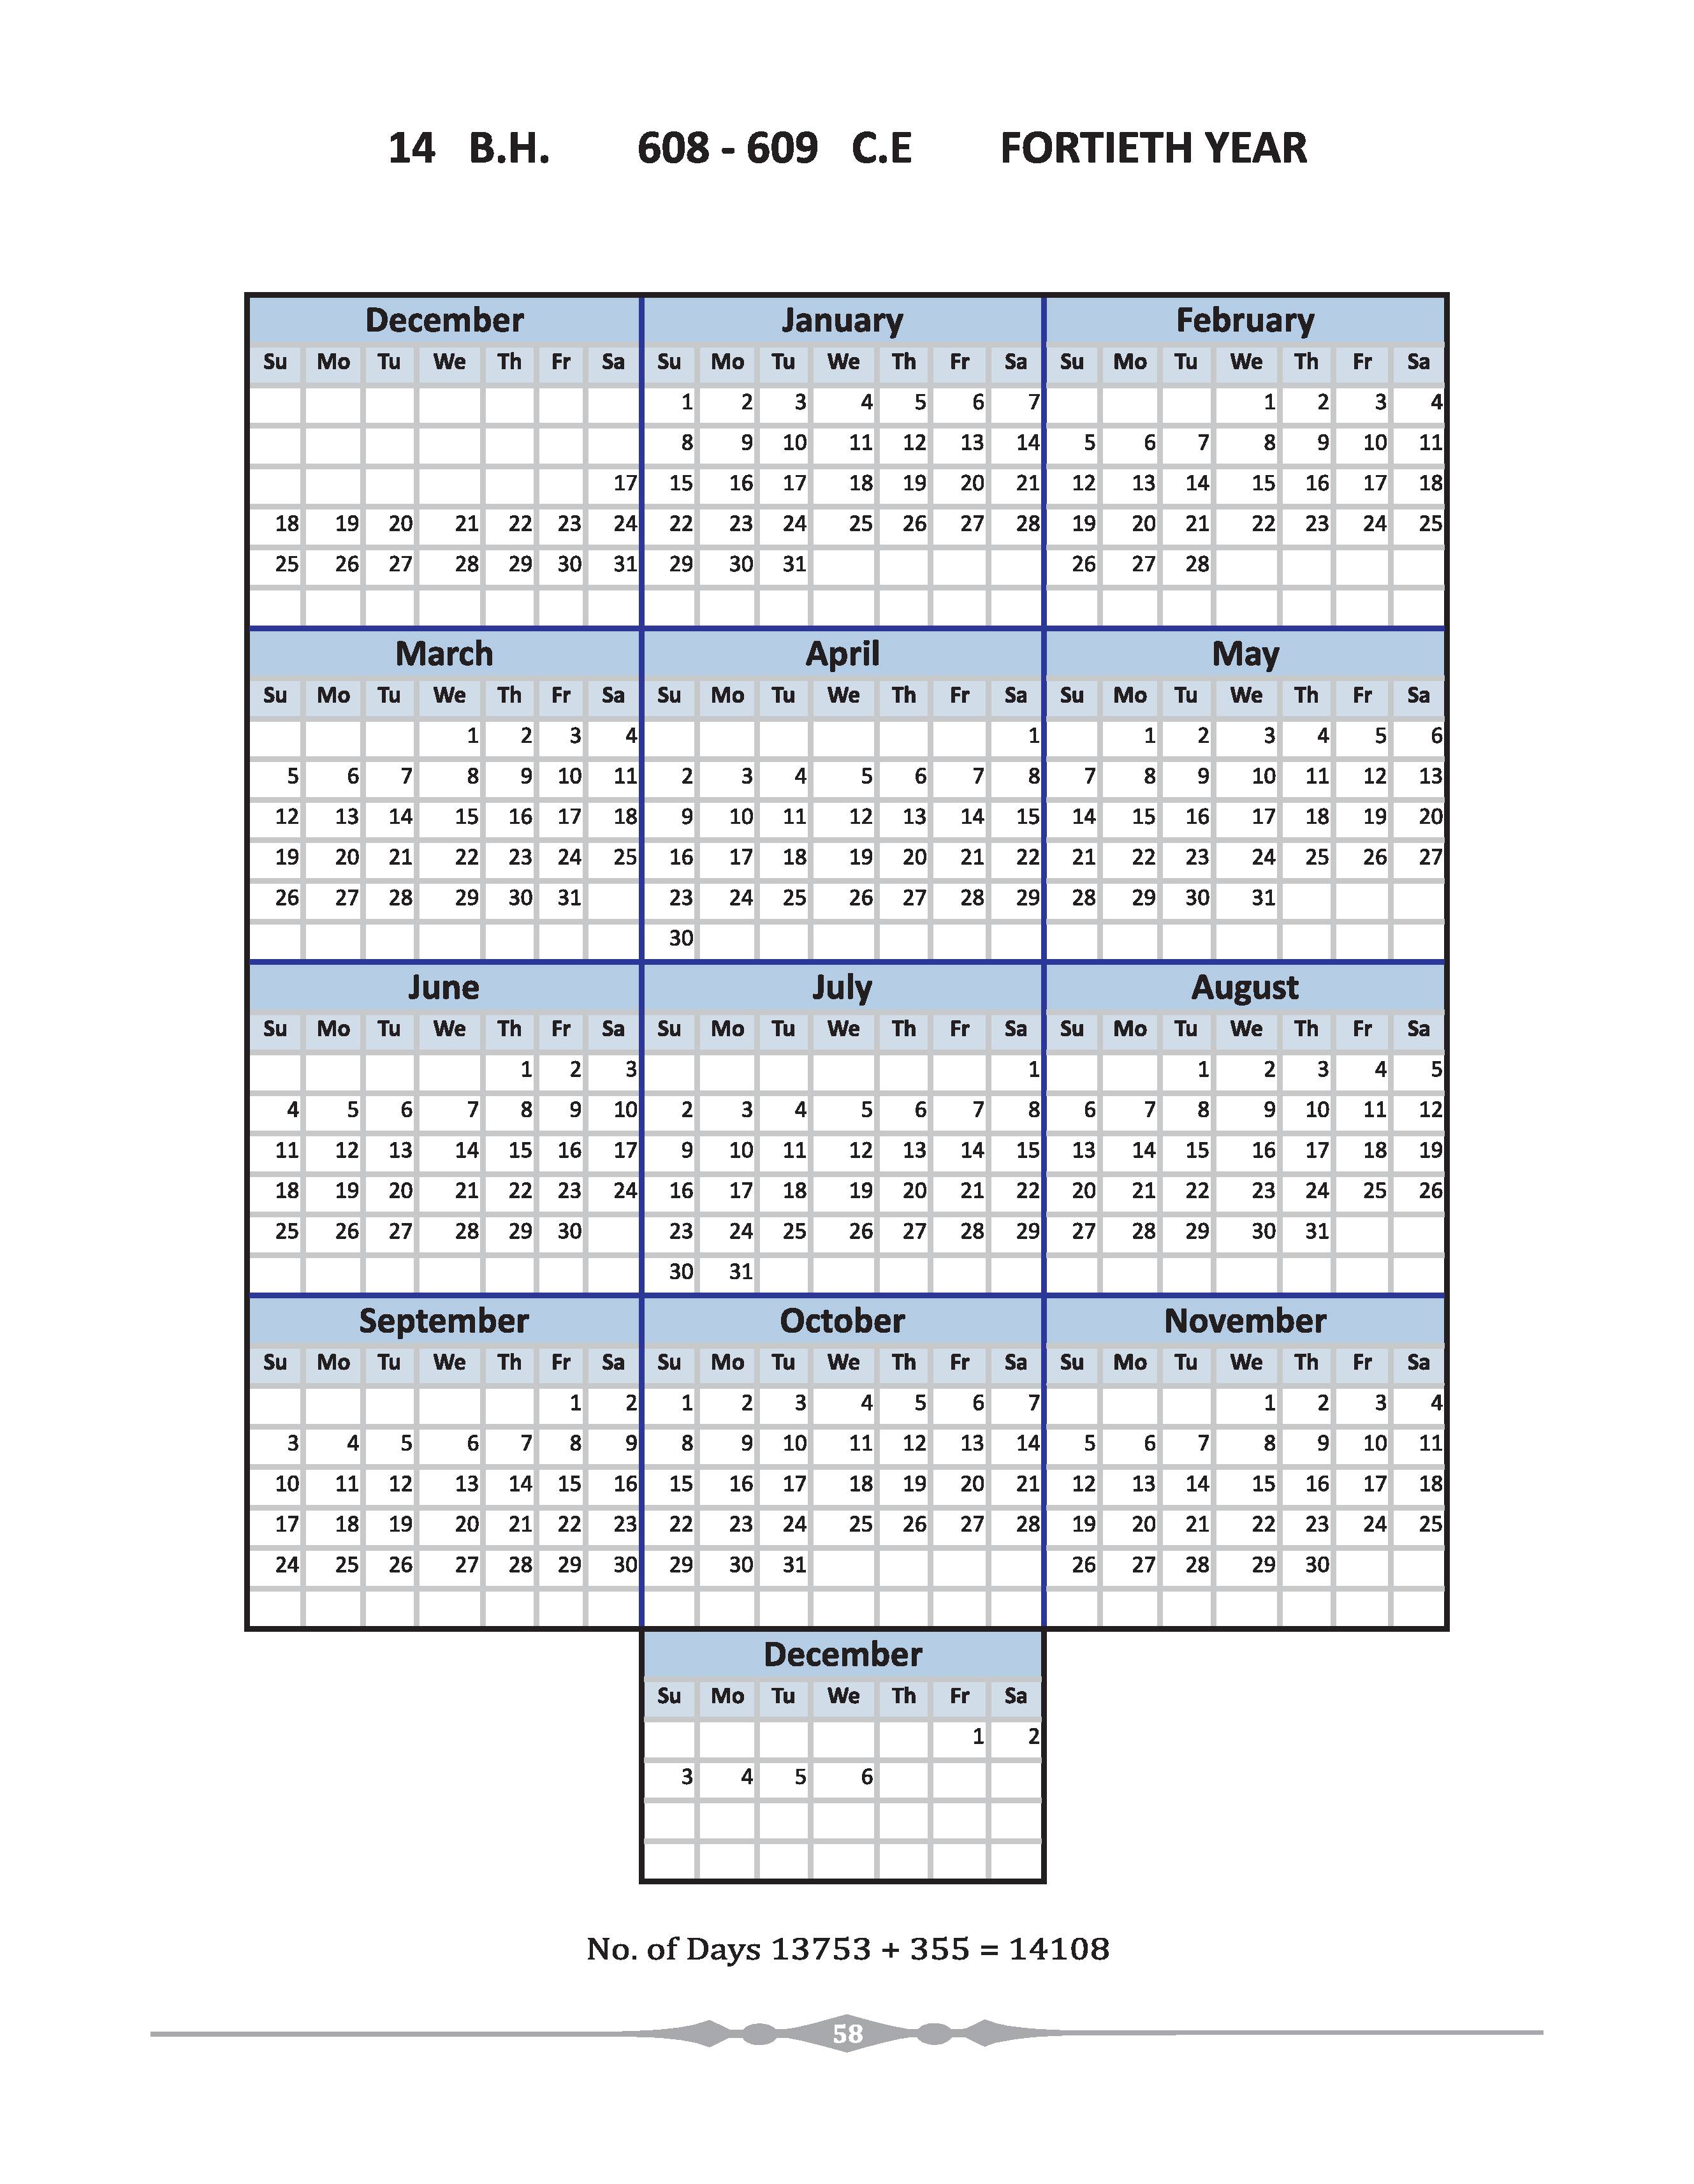 14 B.H. 608 - 609 C.E FORTIETH YEAR
December January February
Su Mo Tu We Th Fr Sa Su Mo Tu We Th Fr Sa Su Mo Tu We Th Fr Sa
1 2 3 4 5 6 7 1 2 3 4
8 9 10 11 12 13 14 5 6 7 8 9 10 11
17 15 16 17 18 19 20 21 12 13 14 15 16 17 18
18 19 20 21 22 23 24 22 23 24 25 26 27 28 19 20 21 22 23 24 25
25 26 27 28 29 30 31 29 30 31 26 27 28
March April May
Su Mo Tu We Th Fr Sa Su Mo Tu We Th Fr Sa Su Mo Tu We Th Fr Sa
1 2 3 4 1 1 2 3 4 5 6
5 6 7 8 9 10 11 2 3 4 5 6 7 8 7 8 9 10 11 12 13
12 13 14 15 16 17 18 9 10 11 12 13 14 15 14 15 16 17 18 19 20
19 20 21 22 23 24 25 16 17 18 19 20 21 22 21 22 23 24 25 26 27
26 27 28 29 30 31 23 24 25 26 27 28 29 28 29 30 31
30
June July August
Su Mo Tu We Th Fr Sa Su Mo Tu We Th Fr Sa Su Mo Tu We Th Fr Sa
1 2 3 1 1 2 3 4 5
4 5 6 7 8 9 10 2 3 4 5 6 7 8 6 7 8 9 10 11 12
11 12 13 14 15 16 17 9 10 11 12 13 14 15 13 14 15 16 17 18 19
18 19 20 21 22 23 24 16 17 18 19 20 21 22 20 21 22 23 24 25 26
25 26 27 28 29 30 23 24 25 26 27 28 29 27 28 29 30 31
30 31
September October November
Su Mo Tu We Th Fr Sa Su Mo Tu We Th Fr Sa Su Mo Tu We Th Fr Sa
1 2 1 2 3 4 5 6 7 1 2 3 4
3 4 5 6 7 8 9 8 9 10 11 12 13 14 5 6 7 8 9 10 11
10 11 12 13 14 15 16 15 16 17 18 19 20 21 12 13 14 15 16 17 18
17 18 19 20 21 22 23 22 23 24 25 26 27 28 19 20 21 22 23 24 25
24 25 26 27 28 29 30 29 30 31 26 27 28 29 30
December
Su Mo Tu We Th Fr Sa
1 2
3 4 5 6
No. of Days 13753 + 355 = 14108
58